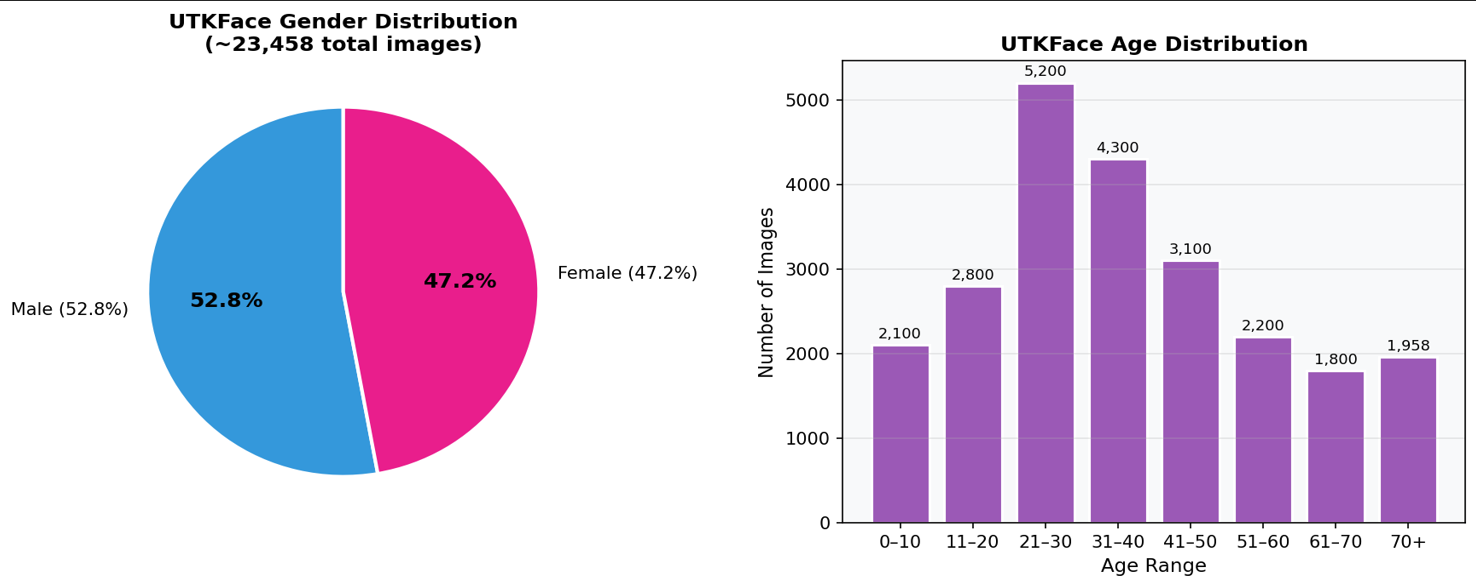 UTKFace Gender Distribution
(~23,458 total images)
Male (52.8%)
52.8%
47.2%
Female (47.2%)
UTKFace Age Distribution
Number of Images
5000
4000
3000
2000
1000
0
2,100
2,800
5,200
4,300
3,100
2,200
1,800
1,958
0–10 11–20 21–30 31–40 41–50 51–60 61–70 70+
Age Range